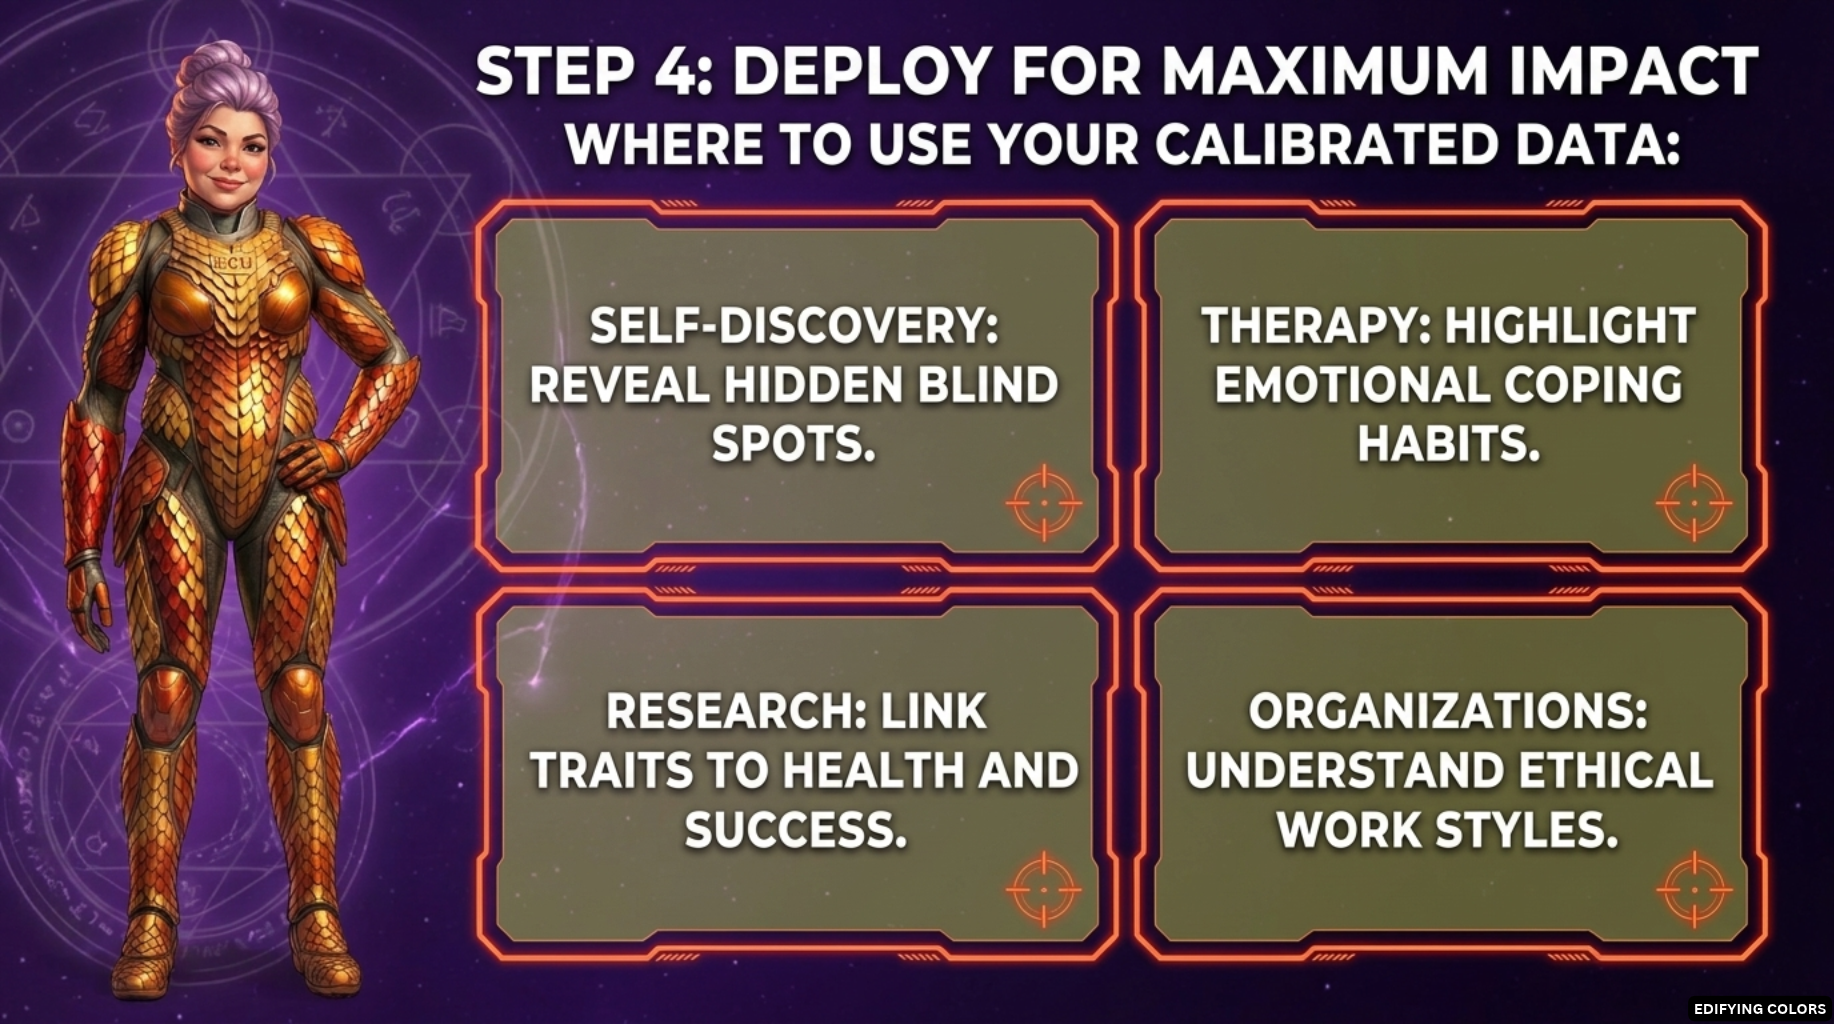 STEP 4: DEPLOY FOR MAXIMUM IMPACT
WHERE TO USE YOUR CALIBRATED DATA:
SELF-DISCOVERY:
REVEAL HIDDEN BLIND
SPOTS.
THERAPY: HIGHLIGHT
EMOTIONAL COPING
HABITS.
RESEARCH: LINK
TRAITS TO HEALTH AND
SUCCESS.
ORGANIZATIONS:
UNDERSTAND ETHICAL
WORK STYLES.
EDIFYING COLORS